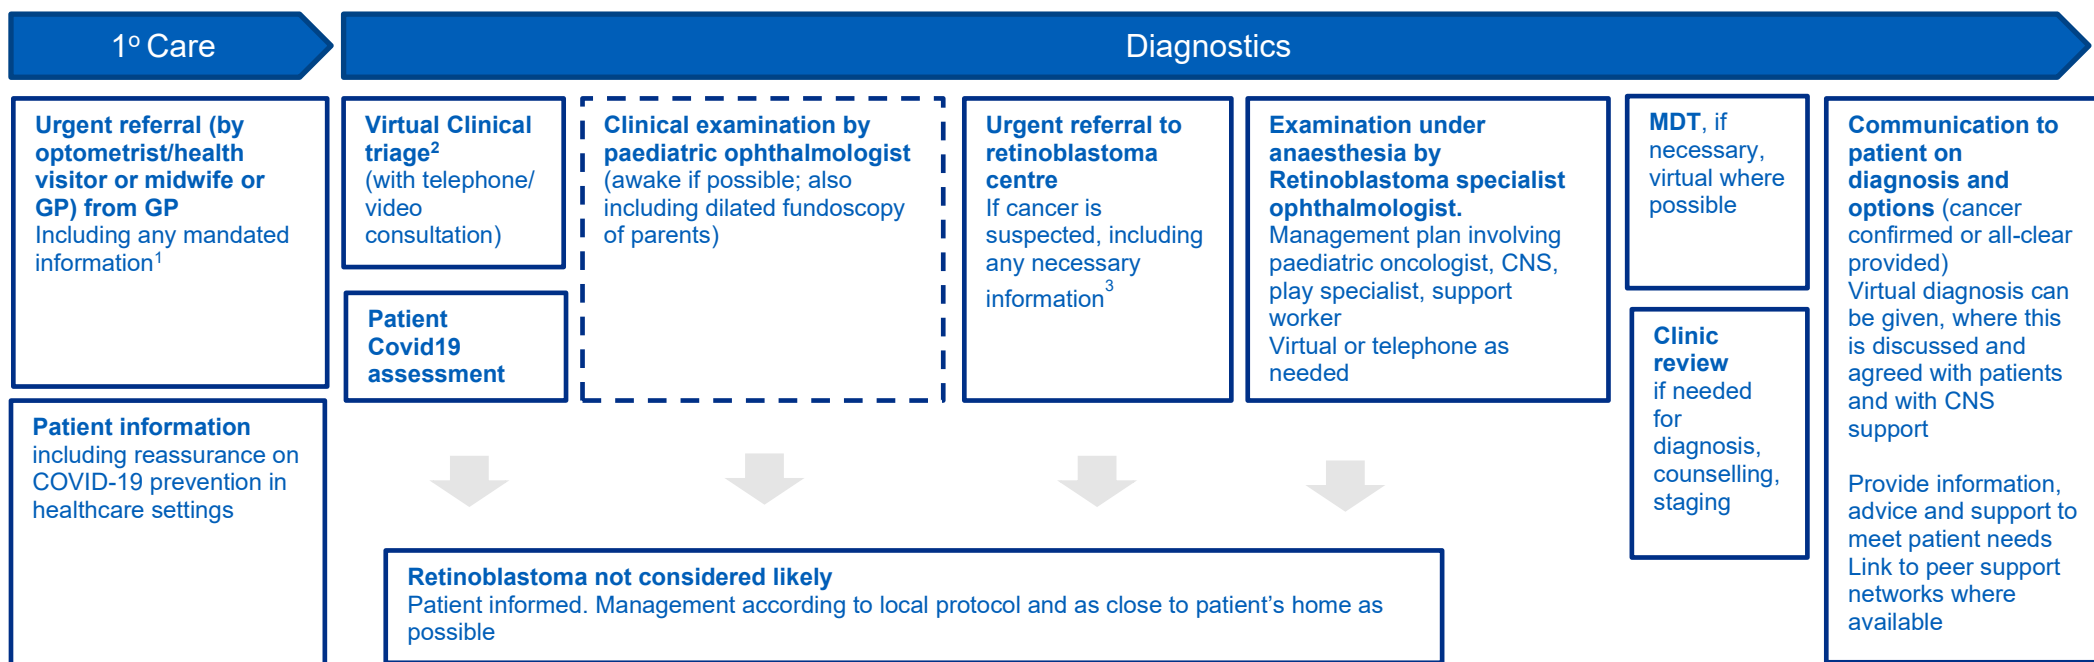 1º Care
Diagnostics
Urgent referral (by
optometrist/health
visitor or midwife or
GP) from GP
Including any mandated
information1
Patient information
including reassurance on
COVID-19 prevention in
healthcare settings
Virtual Clinical
triage2
(with telephone/
video
consultation)
Patient
Covid19
assessment
Clinical examination by
paediatric ophthalmologist
(awake if possible; also
including dilated fundoscopy
of parents)
Urgent referral to
retinoblastoma
centre
If cancer is
suspected, including
any necessary
information3
Examination under
anaesthesia by
Retinoblastoma specialist
ophthalmologist.
Management plan involving
paediatric oncologist, CNS,
play specialist, support
worker
Virtual or telephone as
needed
MDT, if
necessary,
virtual where
possible
Clinic
review
if needed
for
diagnosis,
counselling,
staging
Communication to
patient on
diagnosis and
options (cancer
confirmed or all-clear
provided)
Virtual diagnosis can
be given, where this
is discussed and
agreed with patients
and with CNS
support
Provide information,
advice and support to
meet patient needs
Link to peer support
networks where
available
Retinoblastoma not considered likely
Patient informed. Management according to local protocol and as close to patient's home as
possible